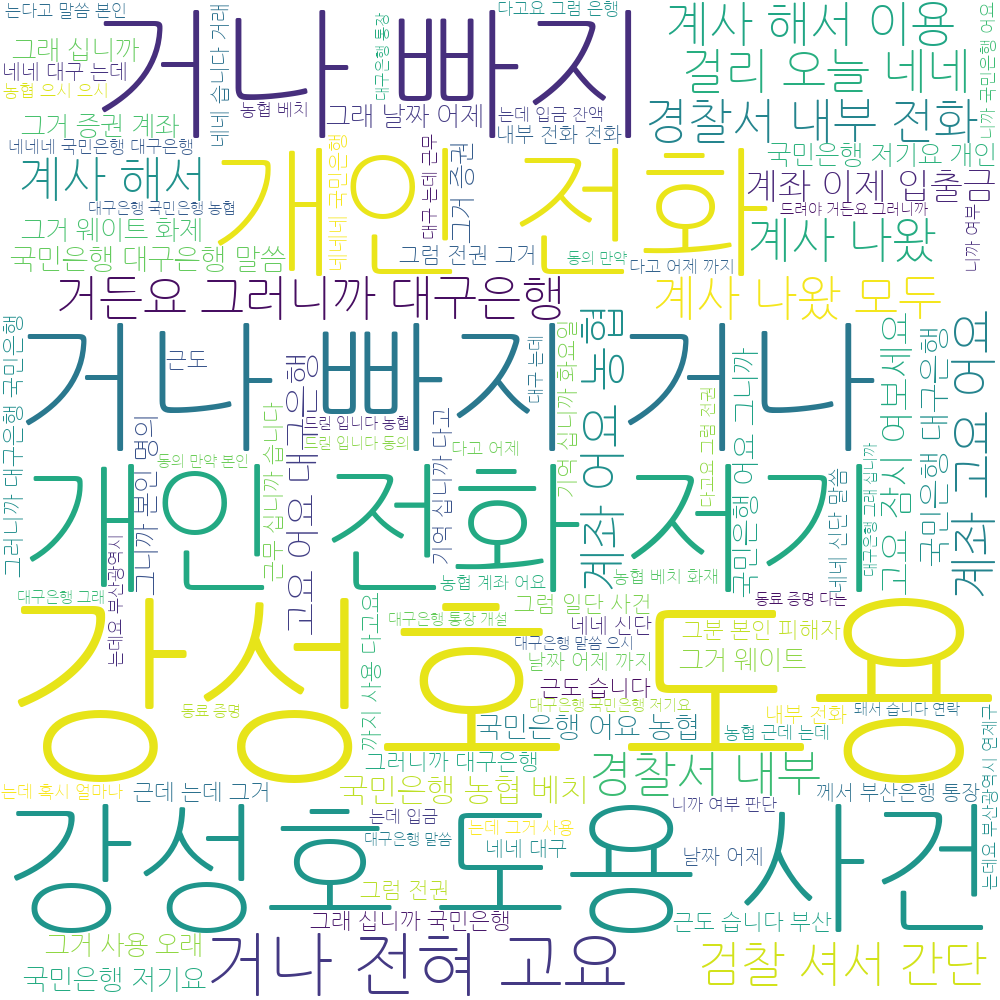 는다고 말씀 본인
그래 십니까
네네 대구 는데
농협 으시 으시
거나 빠지
네네 습니다 거래
농협 베치
그래 날짜 어제
대구은행 통장
다고요 그럼 은행
는데 입금 잔액
내부 전화 전화
계사 해서 이용
걸리 오늘 네네
경찰서 내부 전화
니까 국민은행 어요
국민은행 저기요 개인
그거 증권 계좌
네네네 국민은행 대구은행
계사 해서
대구은행 국민은행 농협
그거 웨이트 화제
국민은행 대구은행 말씀
개인 전화
네네네 국민은행
대구 는데 근무
그거 증권
그럼 전권 그거
동의 만약
다고 어제 까지
계좌 이제 입출금
드려야 거든요 그러니까
계사 나왔
니까 여부
거든요 그러니까 대구은행
계사 나왔 모두
거나 빠지 거나
그러니까 대구은행 국민은행
근도
고요 어요 대구은행
드릴 입니다 농협
드릴 입니다 동의
다고 어제
대구 는데
기억 십니까 화요일
계좌 어요 농협
다고요 그럼 전권
국민은행 어요 그니까
고요 잠시 여보세요
국민은행 대구은행
계좌 고요 어요
개인 전화 저기
그니까 본인 명의
동의 만약 본인
근무 십니까 습니다
기억 십니까 다고
네네 신단 말씀
대구은행 그래 십니까
는데요 부산광역시
농협 계좌 어요
농협 베치 화재
등료 증명 다는
대구은행 그래
강성호 도용
까지 사용 다고요
대구은행 통장 개설
그럼 일단 사건
네네 신단
대구은행 말씀 으시
날짜 어제 까지
그분 본인 피해자
그거 웨이트
근도 습니다
대구은행 국민은행 저기요
등료 증명
국민은행 어요 농협
내부 전화
농협 근데 는데
돼서 습니다 연락
그러니까 대구은행
경찰서 내부
는데요 부산광역시 연제구
는데 혹시 얼마나
근데 는데 그거
국민은행 농협 베치
니까 여부 판단
께서 부산은행 통장
강성호 도용 사건
는데 입금
는데 그거 사용
대구은행 말씀
네네 대구
날짜 어제
그럼 전권
그래 십니까 국민은행
근도 습니다 부산
그거 사용 오래
국민은행 저기요
거나 전혀 고요
검찰 셔서 간단